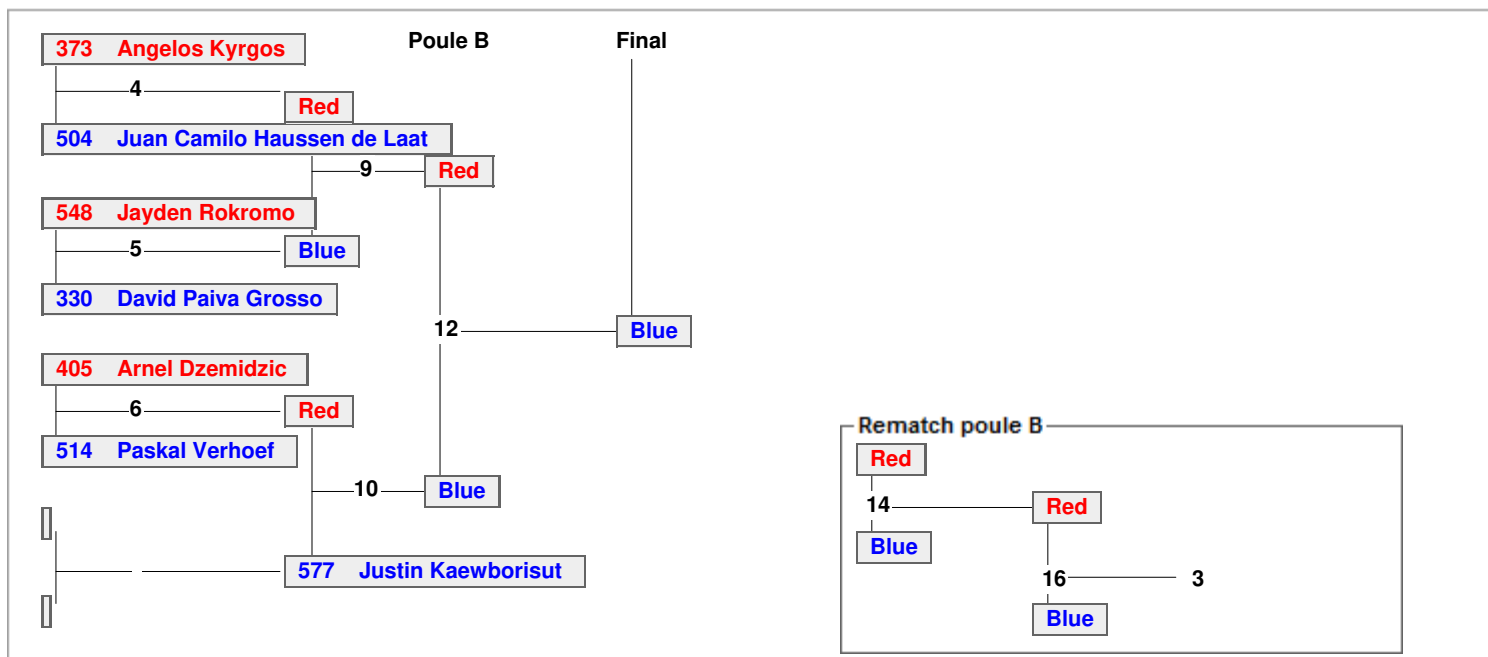 Poule B
Final
373 Angelos Kyrgos
4
Red
504 Juan Camilo Haussen de Laat
9
Red
548 Jayden Rokromo
5
Blue
330 David Paiva Grosso
12
Blue
405 Arnel Dzemidzic
6
Red
514 Paskal Verhoef
10
Blue
577 Justin Kaewborisut
Rematch poule B
Red
14
Red
Blue
16
3
Blue